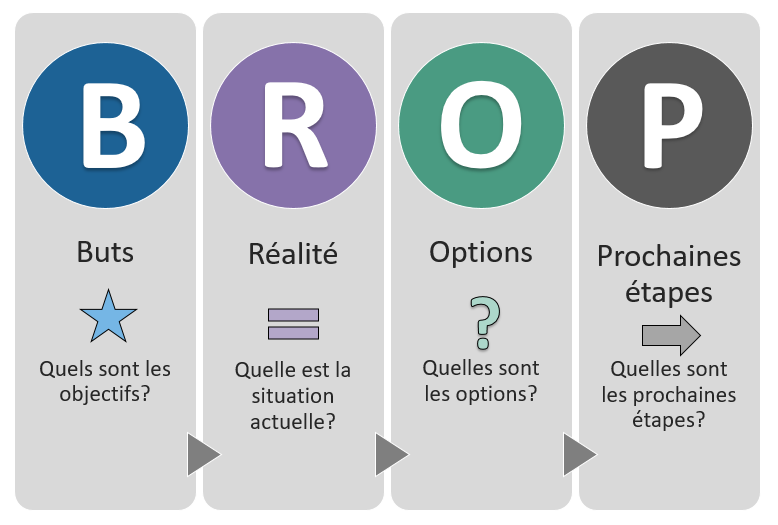 B
Buts
Quels sont les
objectifs?
R
Réalité
Quelle est la
situation
actuelle?
O
Options
?
Quelles sont
les options?
P
Prochaines
étapes
Quelles sont
les prochaines
étapes?